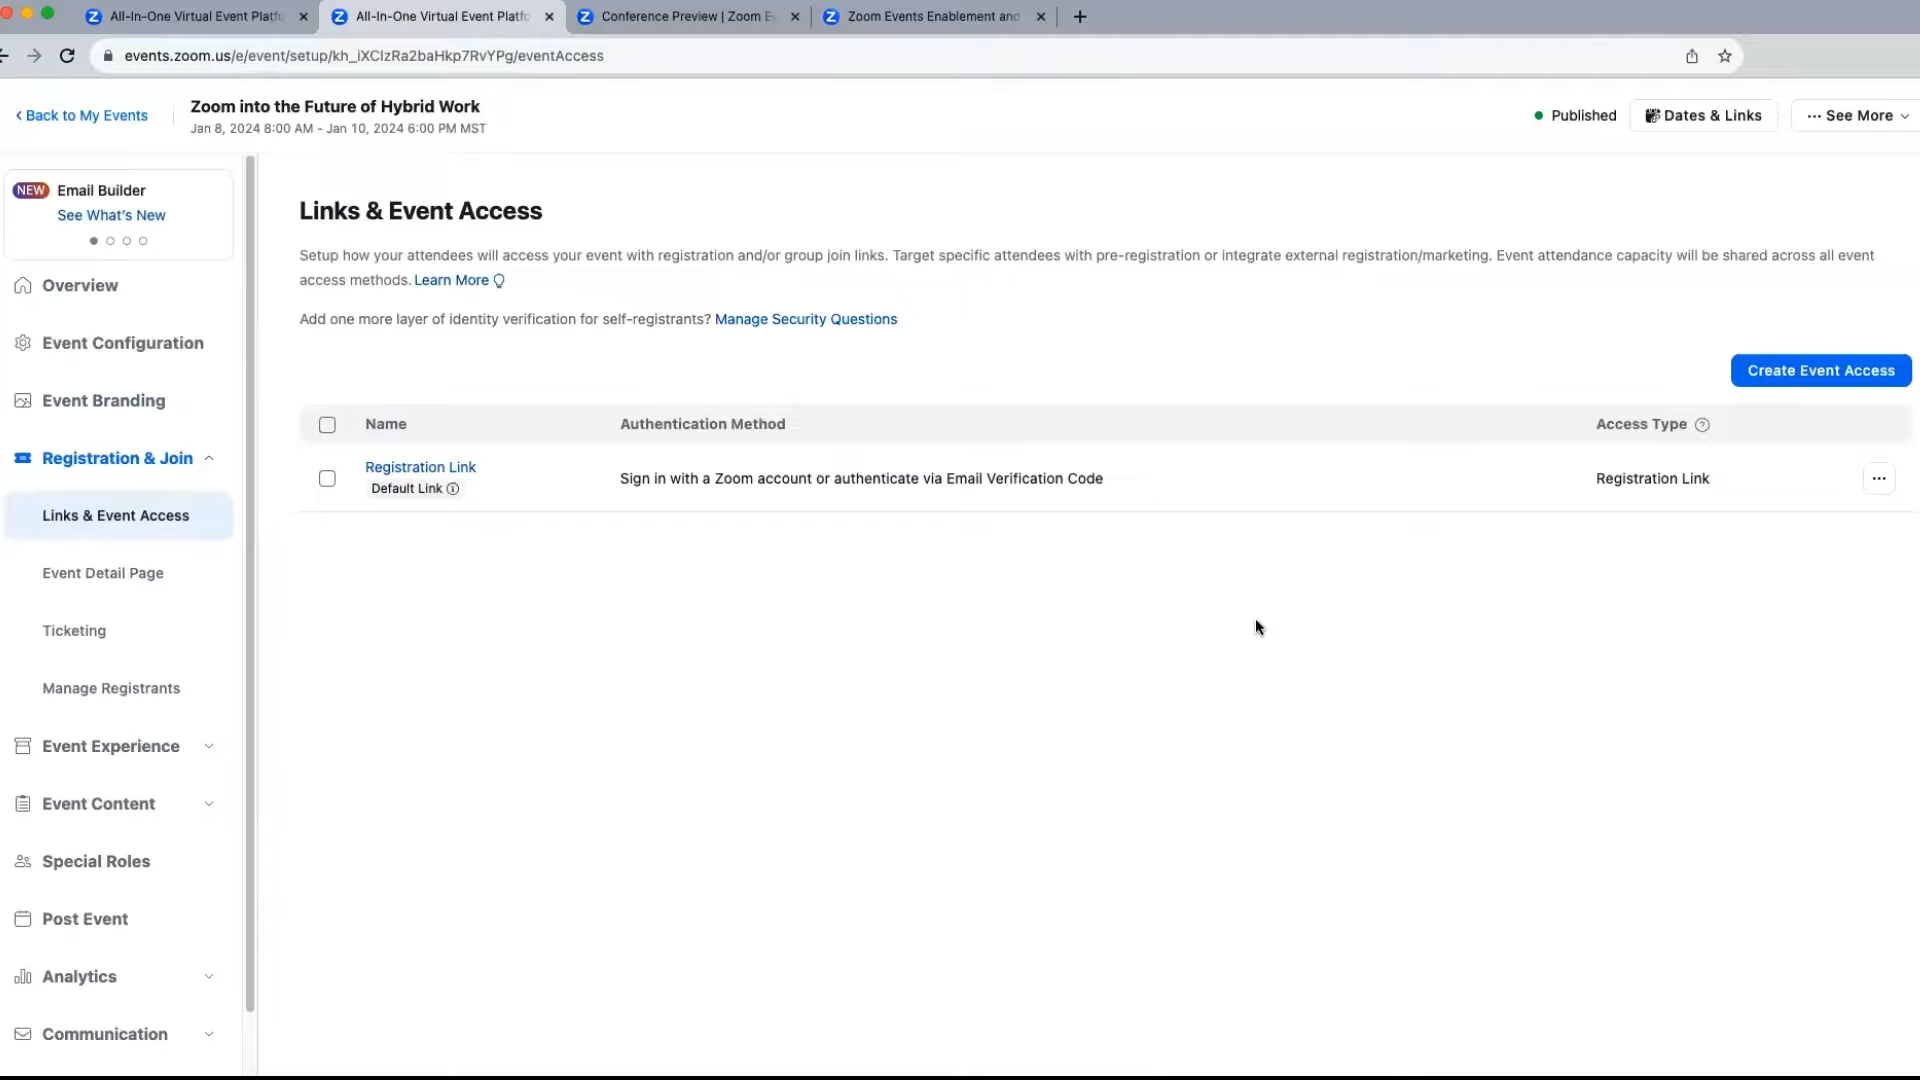 All-In-One Virtual Event Platfo
All-In-One Virtual Event Platfo
Conference Preview | Zoom E
Zoom Events Enablement and
events.zoom.us/e/event/setup/kh_iXClzRa2baHkp7RvYPg/eventAccess
Back to My Events
Zoom into the Future of Hybrid Work
Jan 8, 2024 8:00 AM - Jan 10, 2024 6:00 PM MST
Published
Dates & Links
See More
NEW Email Builder
See What's New
Overview
Event Configuration
Event Branding
Registration & Join
Links & Event Access
Event Detail Page
Ticketing
Manage Registrants
Event Experience
Event Content
Special Roles
Post Event
Analytics
Communication
Links & Event Access
Setup how your attendees will access your event with registration and/or group join links. Target specific attendees with pre-registration or integrate external registration/marketing. Event attendance capacity will be shared across all event
access methods. Learn More
Add one more layer of identity verification for self-registrants? Manage Security Questions
Create Event Access
Name Authentication Method Access Type
Registration Link
Default Link
Sign in with a Zoom account or authenticate via Email Verification Code
Registration Link